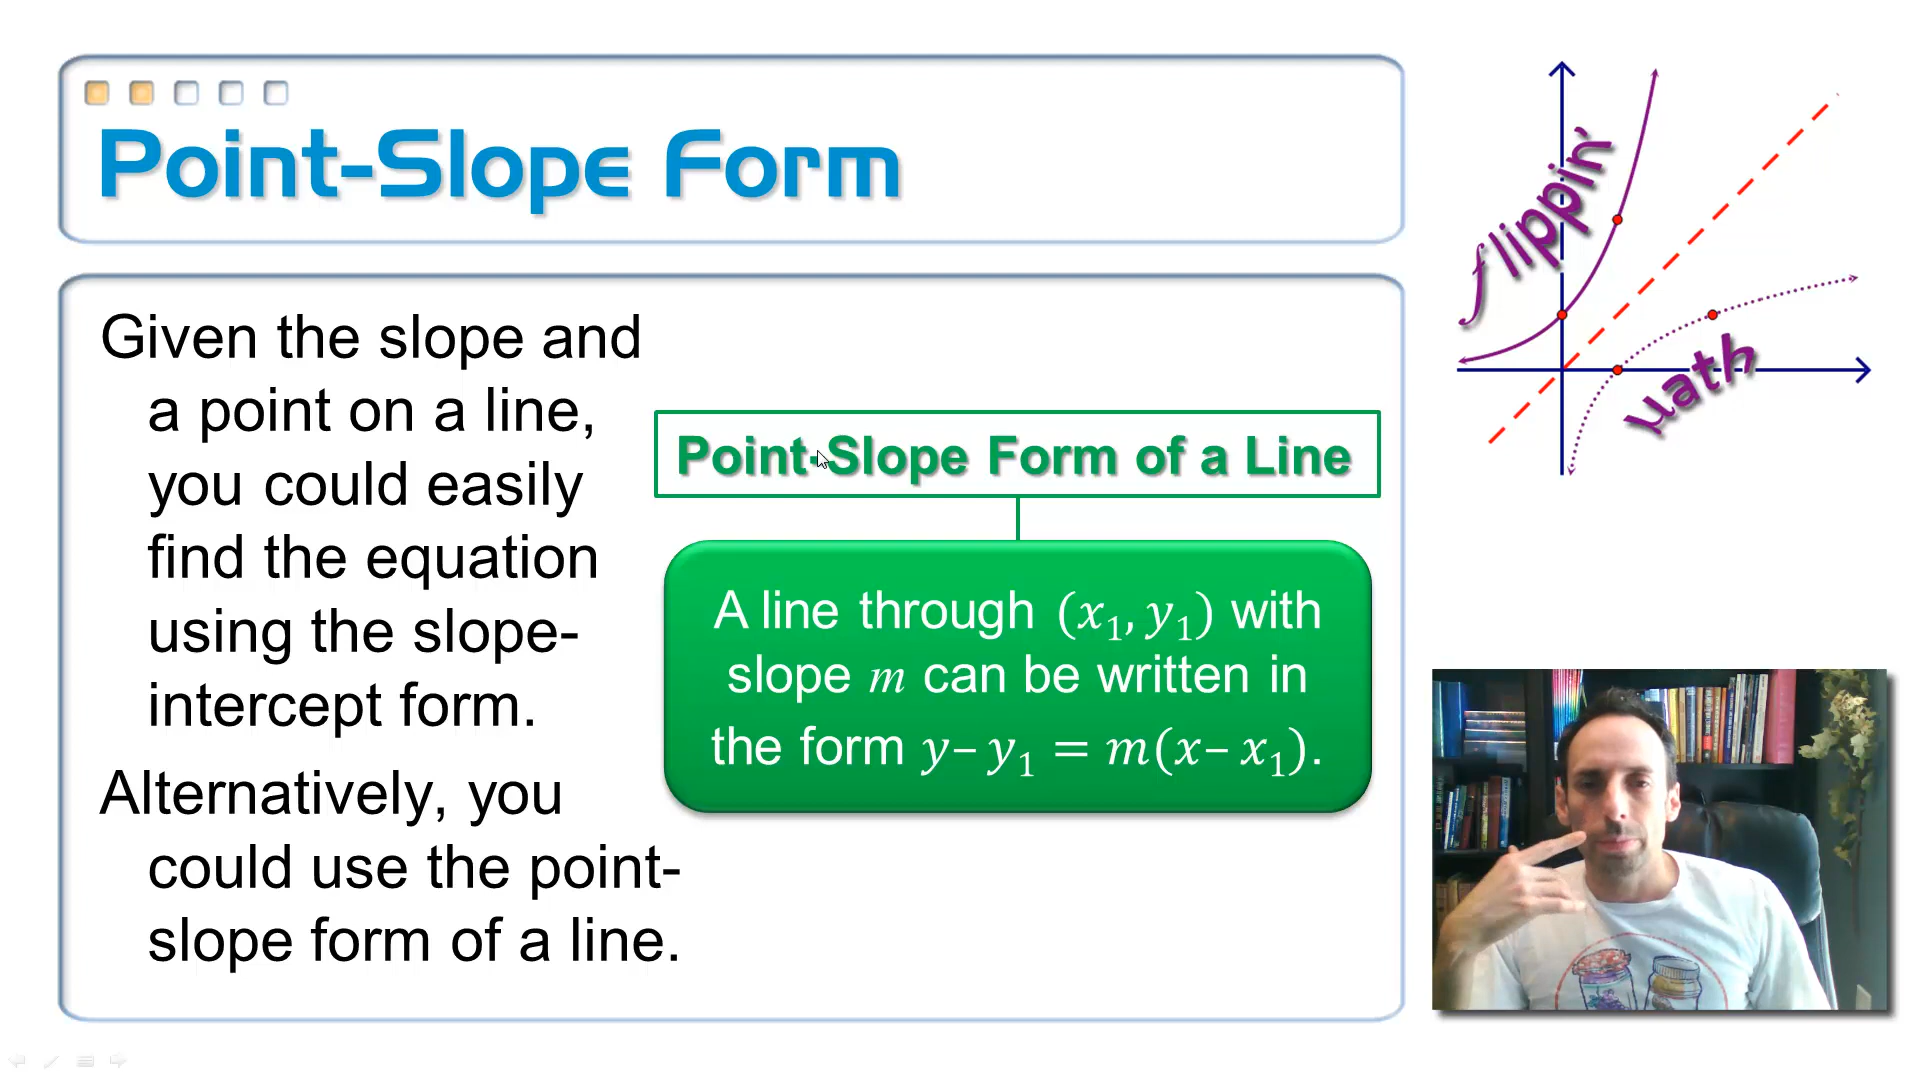 Point-Slope Form
Given the slope and
a point on a line,
you could easily
find the equation
using the slope-
intercept form.
Alternatively, you
could use the point-
slope form of a line.
Point-Slope Form of a Line
A line through (x₁, y₁) with
slope m can be written in
the form y– y₁ = m(x– x₁).
flippin'
μath